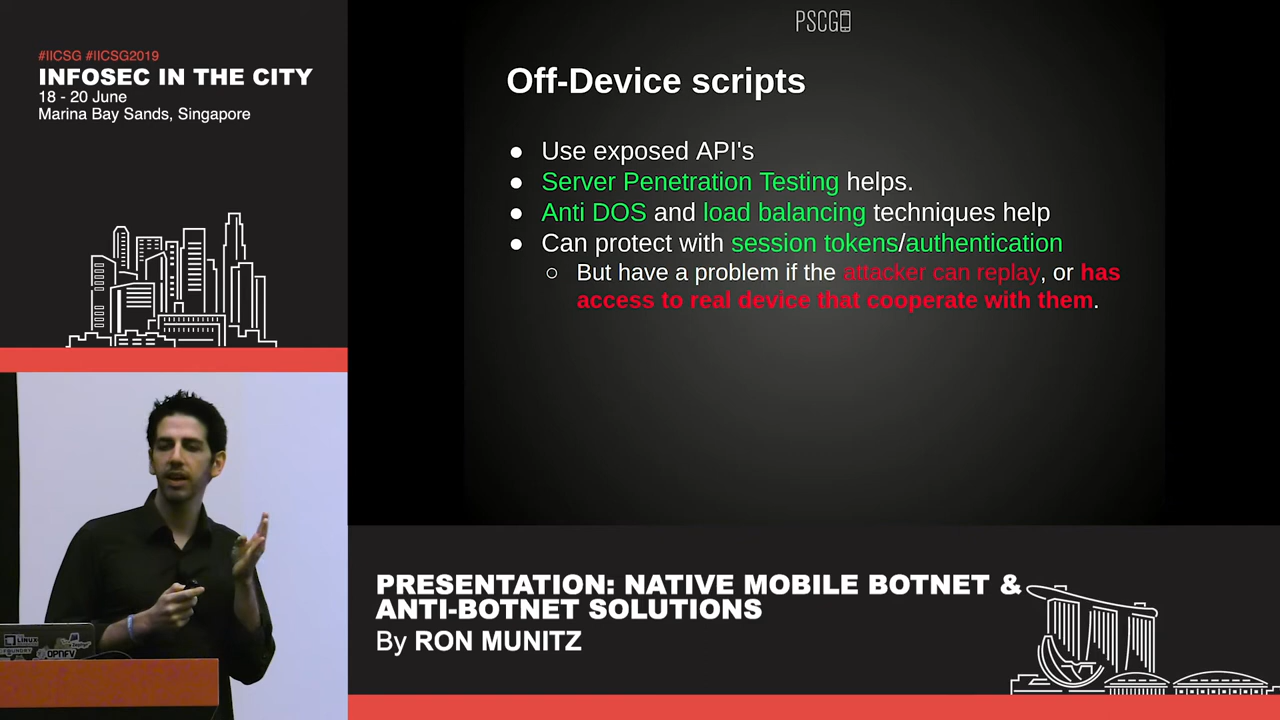 #IICSG #IICSG2019
INFOSEC IN THE CITY
18 - 20 June
Marina Bay Sands, Singapore
PSCG
Off-Device scripts
● Use exposed API's
● Server Penetration Testing helps.
● Anti DOS and load balancing techniques help
● Can protect with session tokens/authentication
○ But have a problem if the attacker can replay, or has
access to real device that cooperate with them.
LINUX
FOUNDRY
OPNFV
PRESENTATION: NATIVE MOBILE BOTNET &
ANTI-BOTNET SOLUTIONS
By RON MUNITZ